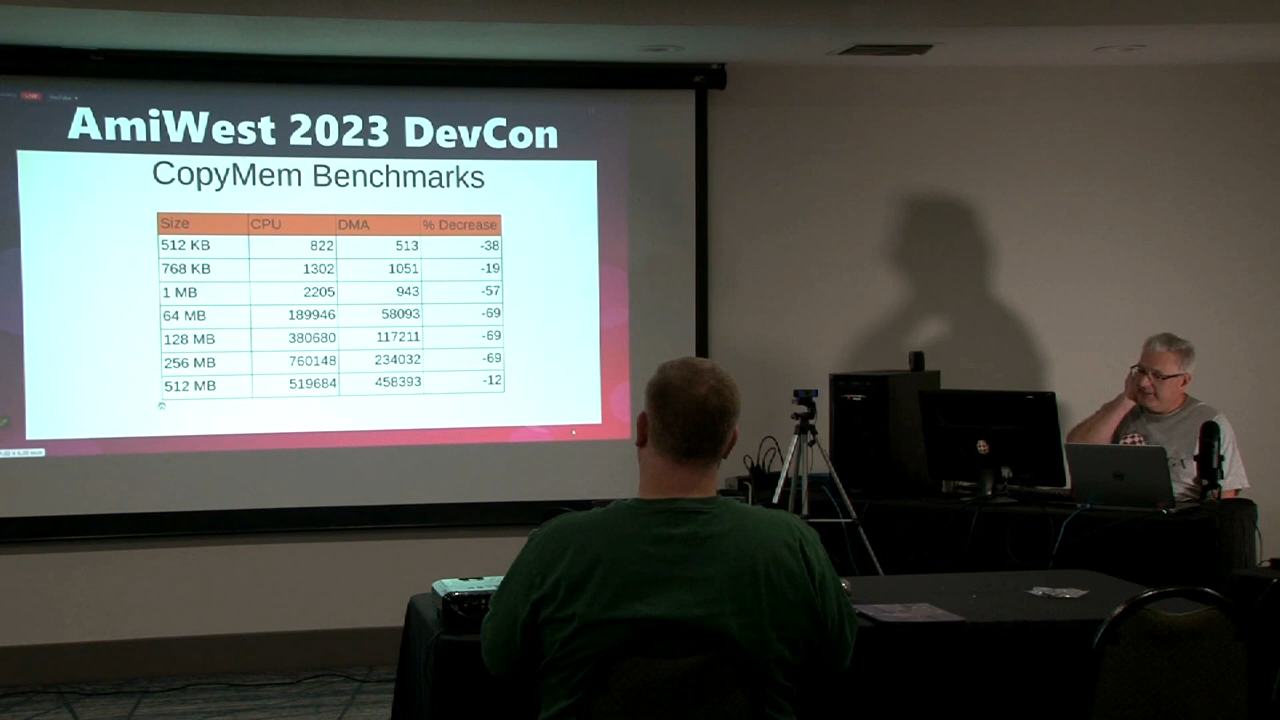 LIVE
AmiWest 2023 DevCon
CopyMem Benchmarks
Size CPU DMA % Decrease
512 KB 822 513 -38
768 KB 1302 1051 -19
1 MB 2205 943 -57
64 MB 189946 58093 -69
128 MB 380680 117211 -69
256 MB 760148 234032 -69
512 MB 519684 458393 -12